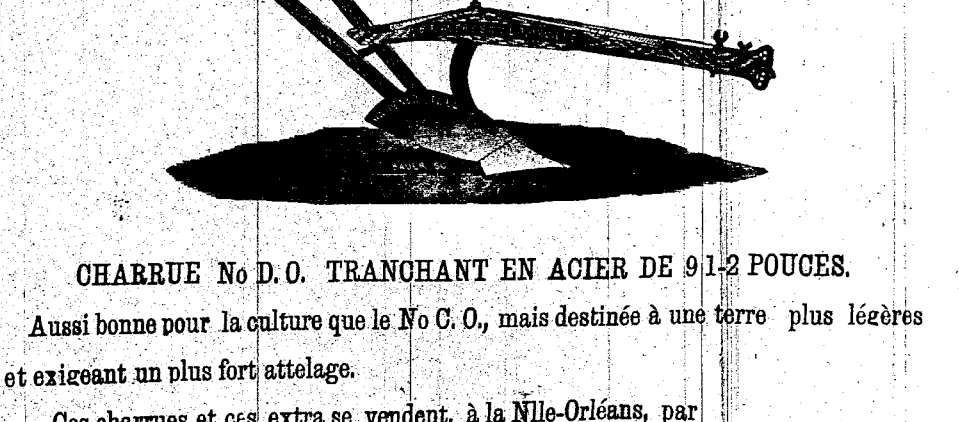 CHARRUE No D. O. TRANCHANT EN ACIER DE 9 1-2 POUCES.
Aussi bonne pour la culture que le No C. O., mais destinée à une terre plus légères
et exigeant un plus fort attelage.
Ces charrues et ces extra se vendent, à la Nlle-Orléans, par